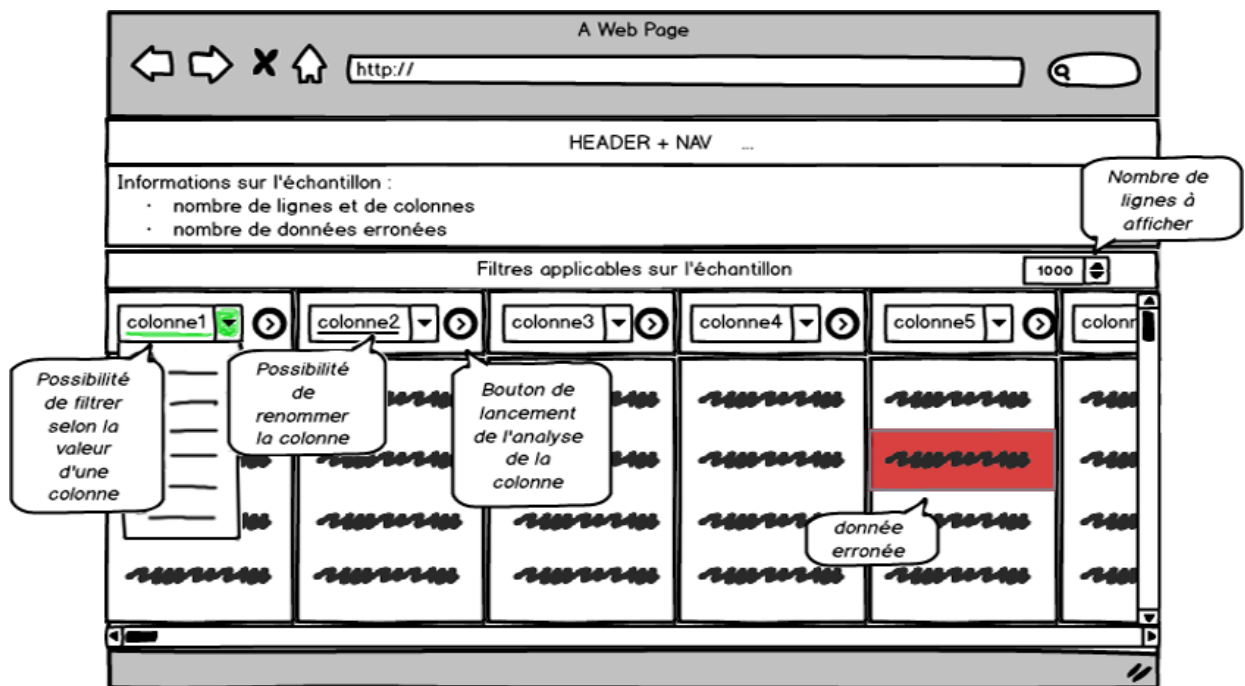 A Web Page
http://
HEADER + NAV ...
Informations sur l'échantillon :
· nombre de lignes et de colonnes
· nombre de données erronées
Nombre de
lignes à
afficher
Filtres applicables sur l'échantillon
1000
colonne1
colonne2
colonne3
colonne4
colonne5
colonn
Possibilité
de filtrer
selon la
valeur
d'une
colonne
Possibilité
de
renommer
la colonne
Bouton de
lancement
de l'analyse
de la
colonne
donnée
erronée